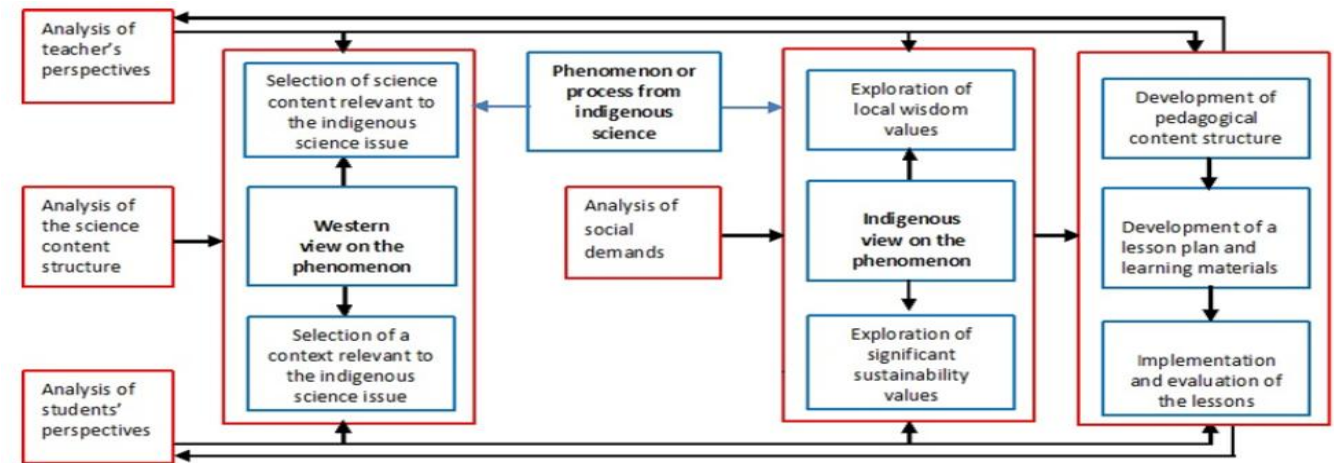 Analysis of
teacher's
perspectives
Selection of science
content relevant to
the indigenous
science issue
Phenomenon or
process from
indigenous
science
Exploration of
local wisdom
values
Development of
pedagogical
content structure
Analysis of
the science
content
structure
Western
view on the
phenomenon
Analysis of
social
demands
Indigenous
view on the
phenomenon
Development of a
lesson plan and
learning materials
Analysis of
students'
perspectives
Selection of a
context relevant to
the indigenous
science issue
Exploration of
significant
sustainability
values
Implementation
and evaluation of
the lessons